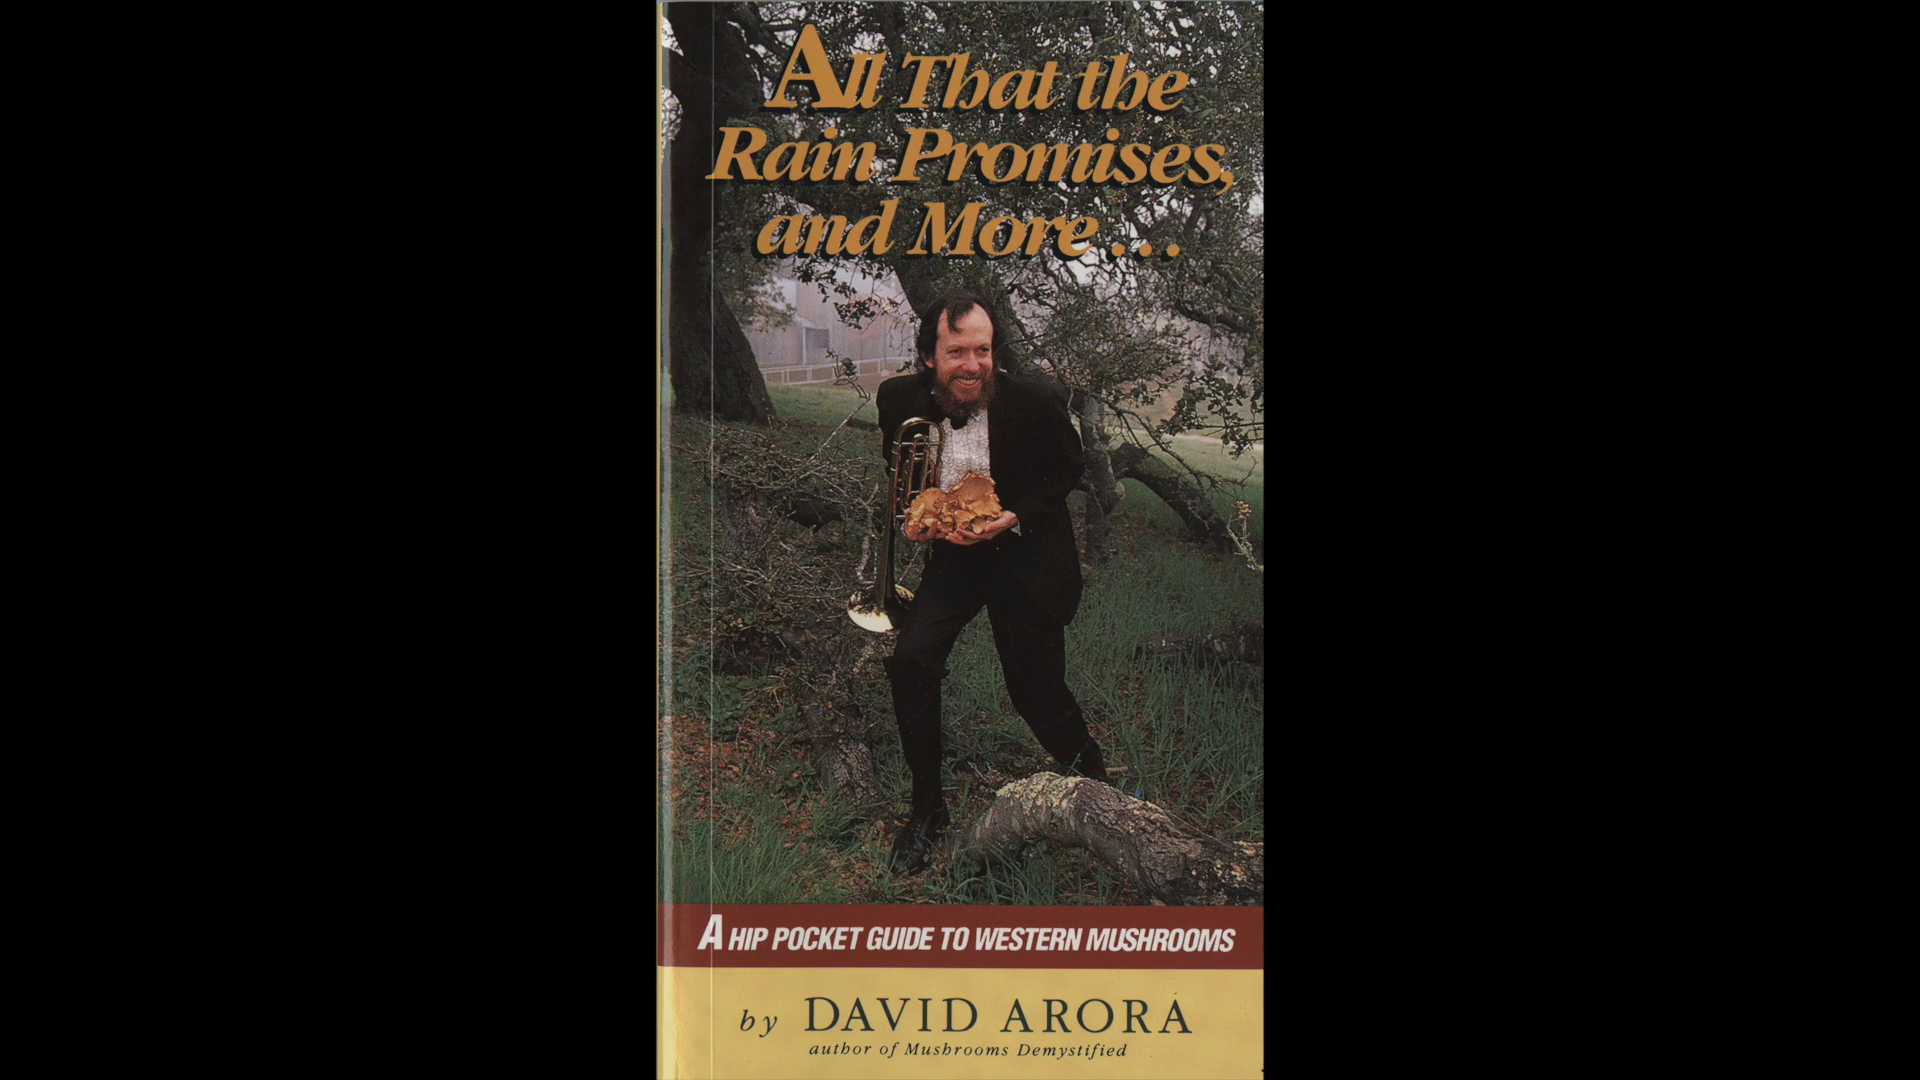 All That the
Rain Promises,
and More...
A HIP POCKET GUIDE TO WESTERN MUSHROOMS
by DAVID ARORA
author of Mushrooms Demystified